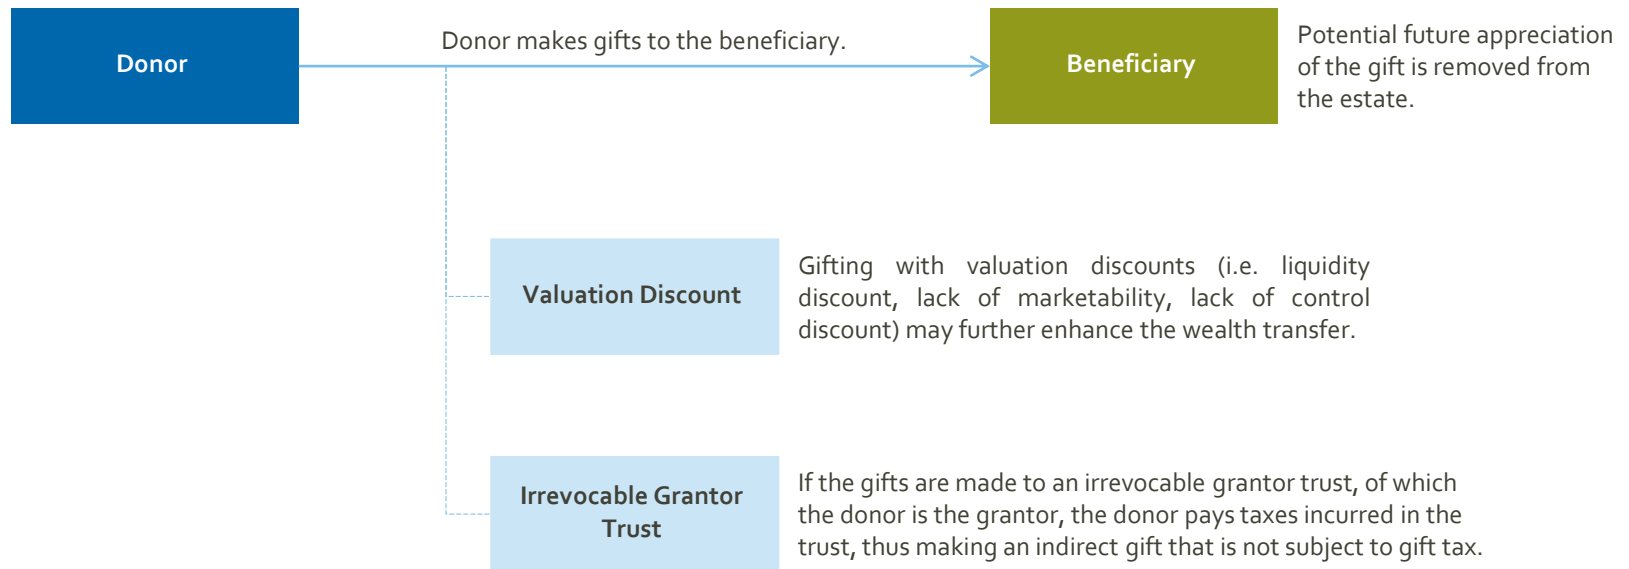 Donor
Donor makes gifts to the beneficiary.
Beneficiary
Potential future appreciation
of the gift is removed from
the estate.
Valuation Discount
Gifting with valuation discounts (i.e. liquidity
discount, lack of marketability, lack of control
discount) may further enhance the wealth transfer.
Irrevocable Grantor
Trust
If the gifts are made to an irrevocable grantor trust, of which
the donor is the grantor, the donor pays taxes incurred in the
trust, thus making an indirect gift that is not subject to gift tax.